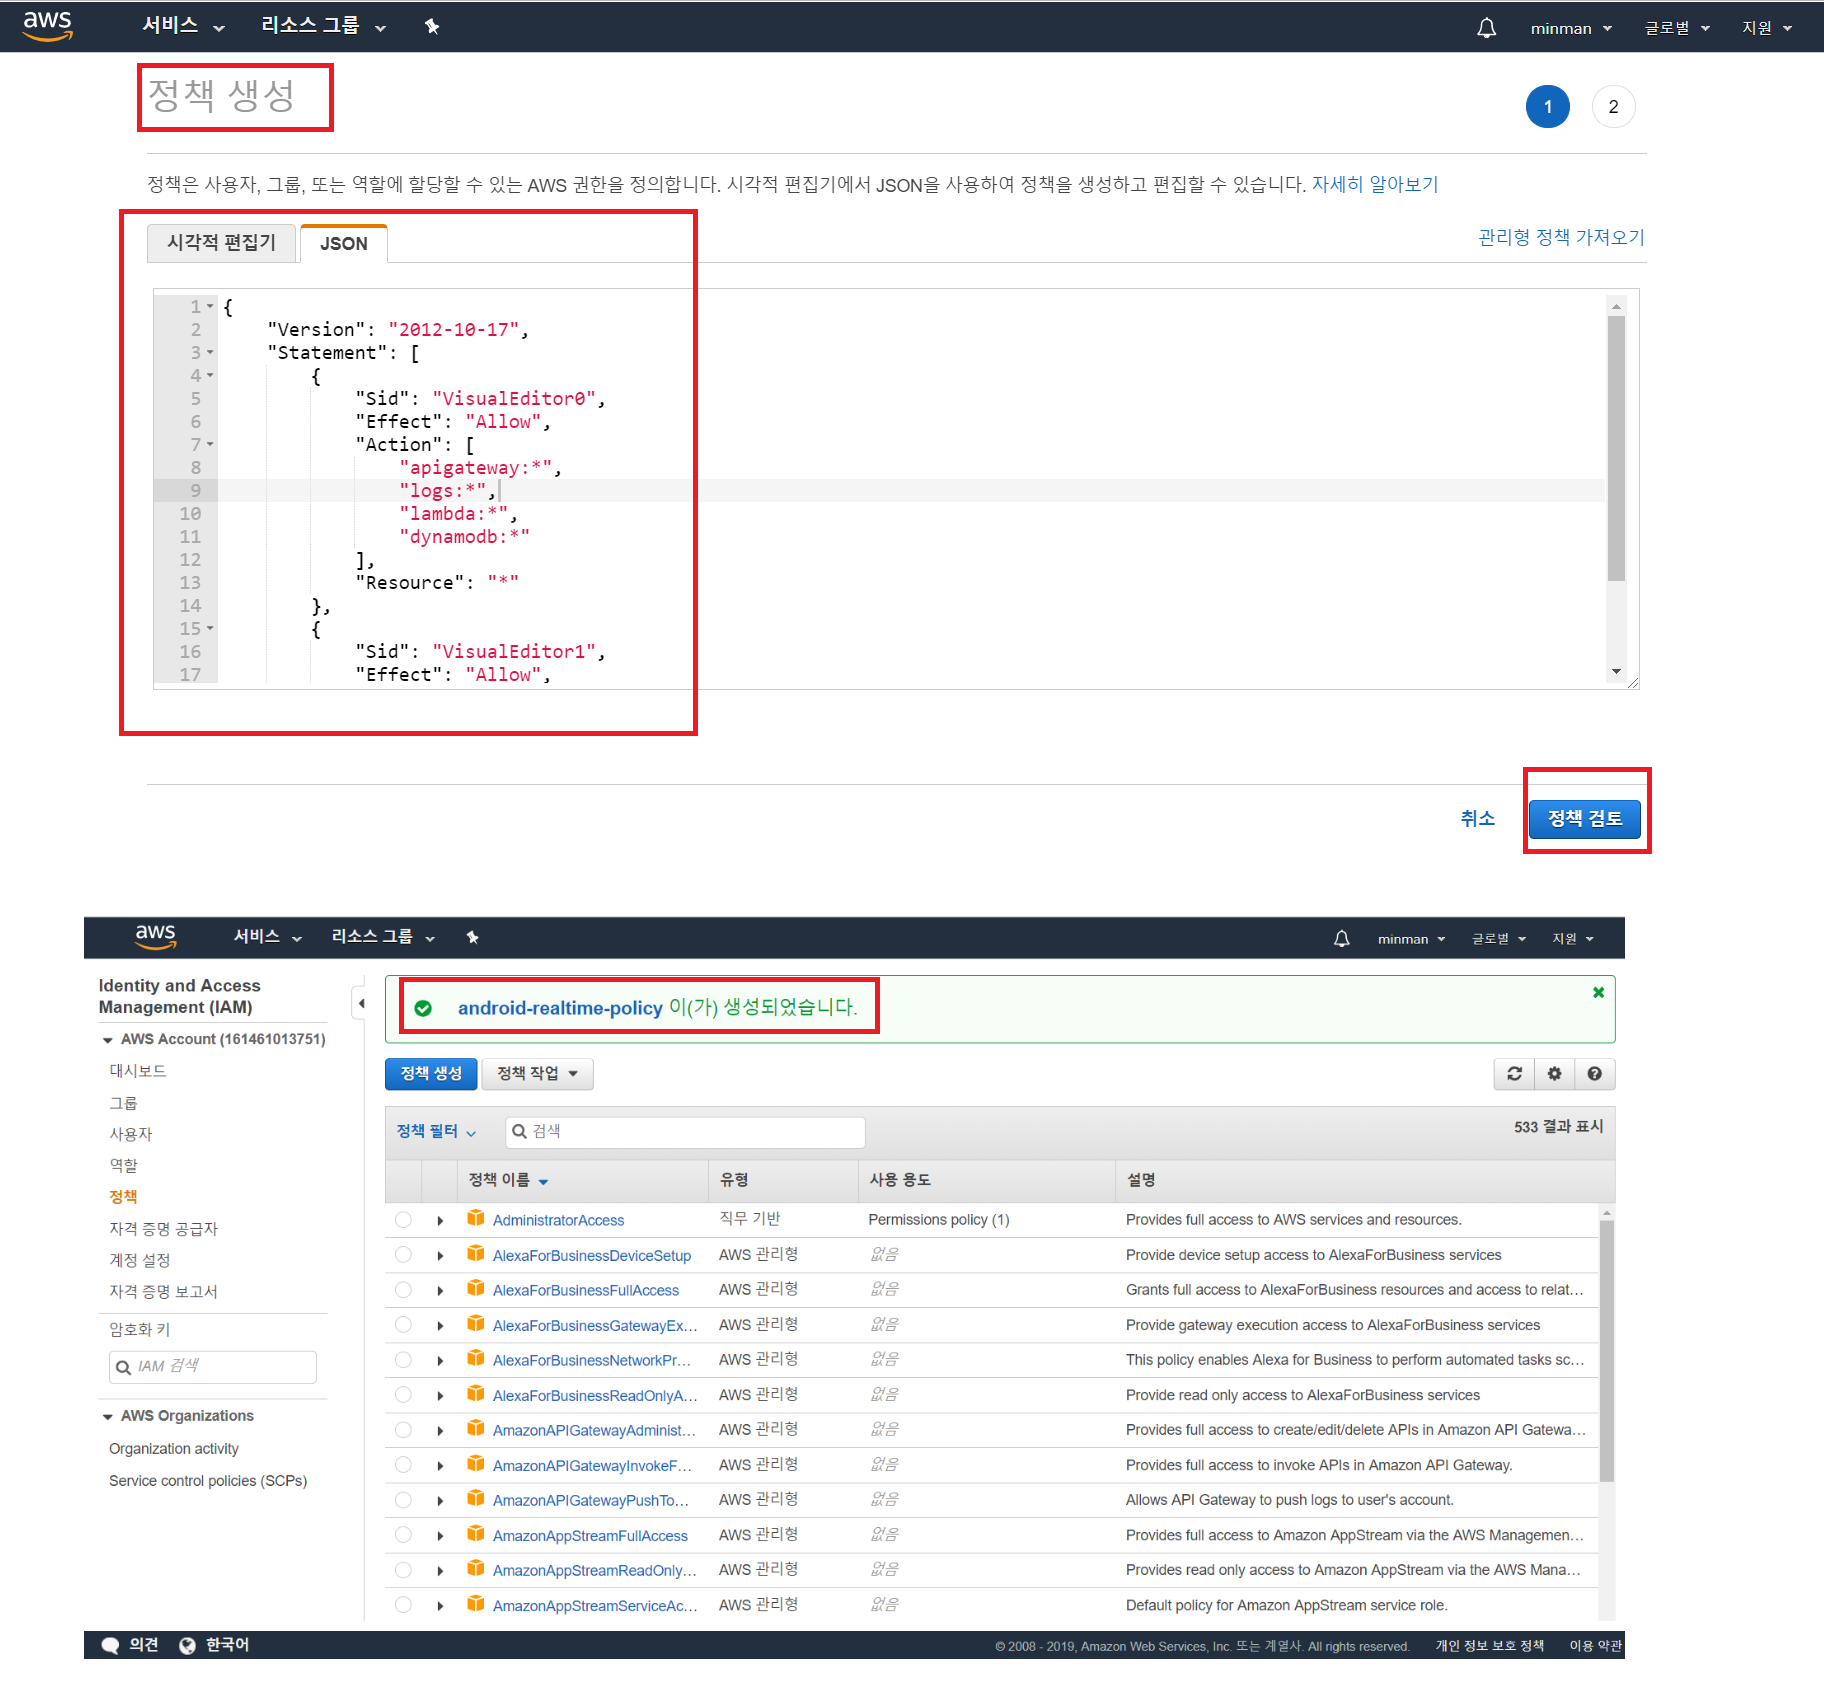 aws 서비스 리소스 그룹 minman 글로벌 지원
정책 생성
1 2
정책은 사용자, 그룹, 또는 역할에 할당할 수 있는 AWS 권한을 정의합니다. 시각적 편집기에서 JSON을 사용하여 정책을 생성하고 편집할 수 있습니다. 자세히 알아보기
시각적 편집기 JSON 관리형 정책 가져오기
1 {
2 "Version": "2012-10-17",
3 "Statement": [
4 {
5 "Sid": "VisualEditor0",
6 "Effect": "Allow",
7 "Action": [
8 "apigateway:*",
9 "logs:*",
10 "lambda:*",
11 "dynamodb:*"
12 ],
13 "Resource": "*"
14 },
15 {
16 "Sid": "VisualEditor1",
17 "Effect": "Allow",
취소 정책 검토
aws 서비스 리소스 그룹 minman 글로벌 지원
Identity and Access
Management (IAM)
AWS Account (161461013751)
대시보드
그룹
사용자
역할
정책
자격 증명 공급자
계정 설정
자격 증명 보고서
암호화 키
IAM 검색
AWS Organizations
Organization activity
Service control policies (SCPs)
android-realtime-policy 이(가) 생성되었습니다.
정책 생성 정책 작업
정책 필터 검색 533 결과 표시
정책 이름 유형 사용 용도 설명
AdministratorAccess 직무 기반 Permissions policy (1) Provides full access to AWS services and resources.
AlexaForBusinessDeviceSetup AWS 관리형 없음 Provide device setup access to AlexaForBusiness services
AlexaForBusinessFullAccess AWS 관리형 없음 Grants full access to AlexaForBusiness resources and access to relat...
AlexaForBusinessGatewayEx... AWS 관리형 없음 Provide gateway execution access to AlexaForBusiness services
AlexaForBusinessNetworkPr... AWS 관리형 없음 This policy enables Alexa for Business to perform automated tasks sc...
AlexaForBusinessReadOnlyA... AWS 관리형 없음 Provide read only access to AlexaForBusiness services
AmazonAPIGatewayAdminist... AWS 관리형 없음 Provides full access to create/edit/delete APIs in Amazon API Gatewa...
AmazonAPIGatewayInvokeF... AWS 관리형 없음 Provides full access to invoke APIs in Amazon API Gateway.
AmazonAPIGatewayPushTo... AWS 관리형 없음 Allows API Gateway to push logs to user's account.
AmazonAppStreamFullAccess AWS 관리형 없음 Provides full access to Amazon AppStream via the AWS Managemen...
AmazonAppStreamReadOnly... AWS 관리형 없음 Provides read only access to Amazon AppStream via the AWS Mana...
AmazonAppStreamServiceAc... AWS 관리형 없음 Default policy for Amazon AppStream service role.
의견 한국어 © 2008 - 2019, Amazon Web Services, Inc. 또는 계열사. All rights reserved. 개인 정보 보호 정책 이용 약관